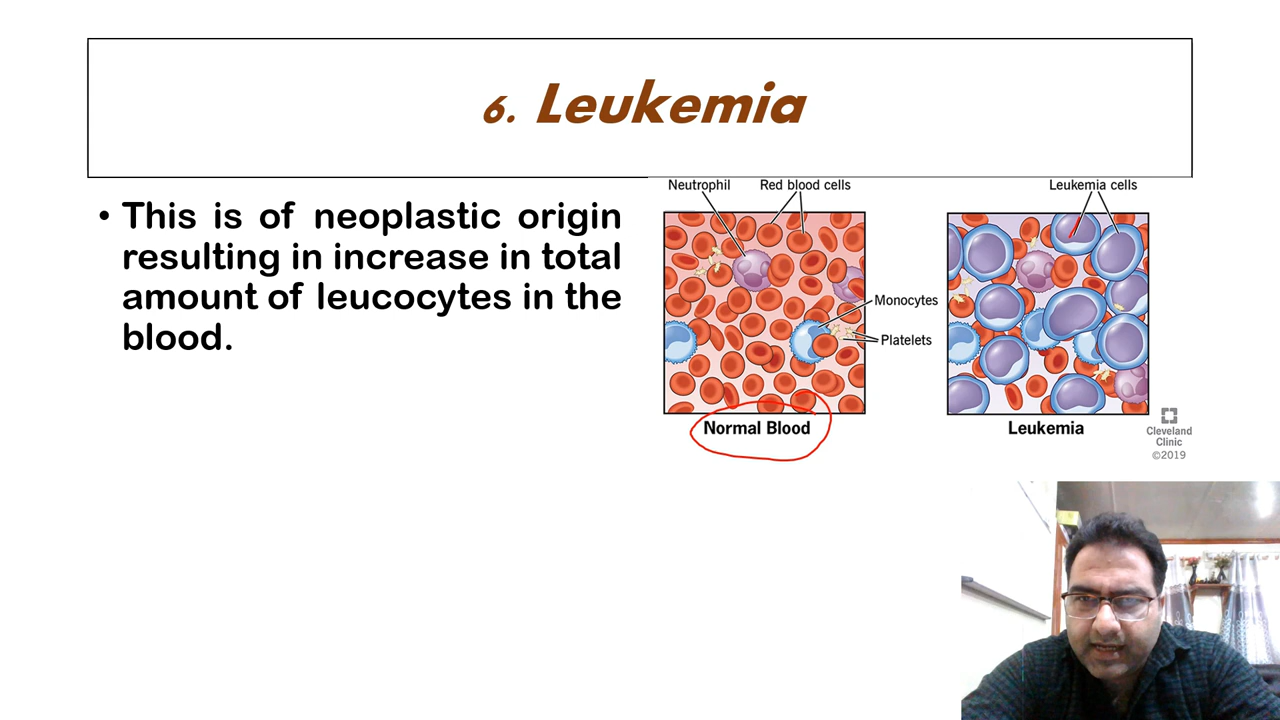 6. Leukemia
• This is of neoplastic origin
resulting in increase in total
amount of leucocytes in the
blood.
Neutrophil
Red blood cells
Monocytes
Platelets
Normal Blood
Leukemia cells
Leukemia
Cleveland
Clinic
©2019